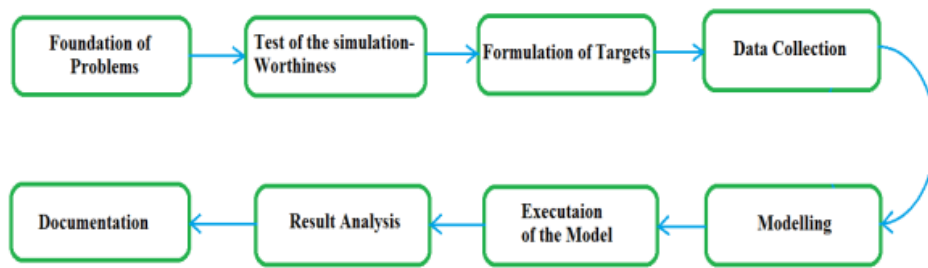 Foundation of
Problems
Test of the simulation-
Worthiness
Formulation of Targets
Data Collection
Documentation
Result Analysis
Executaion
of the Model
Modelling